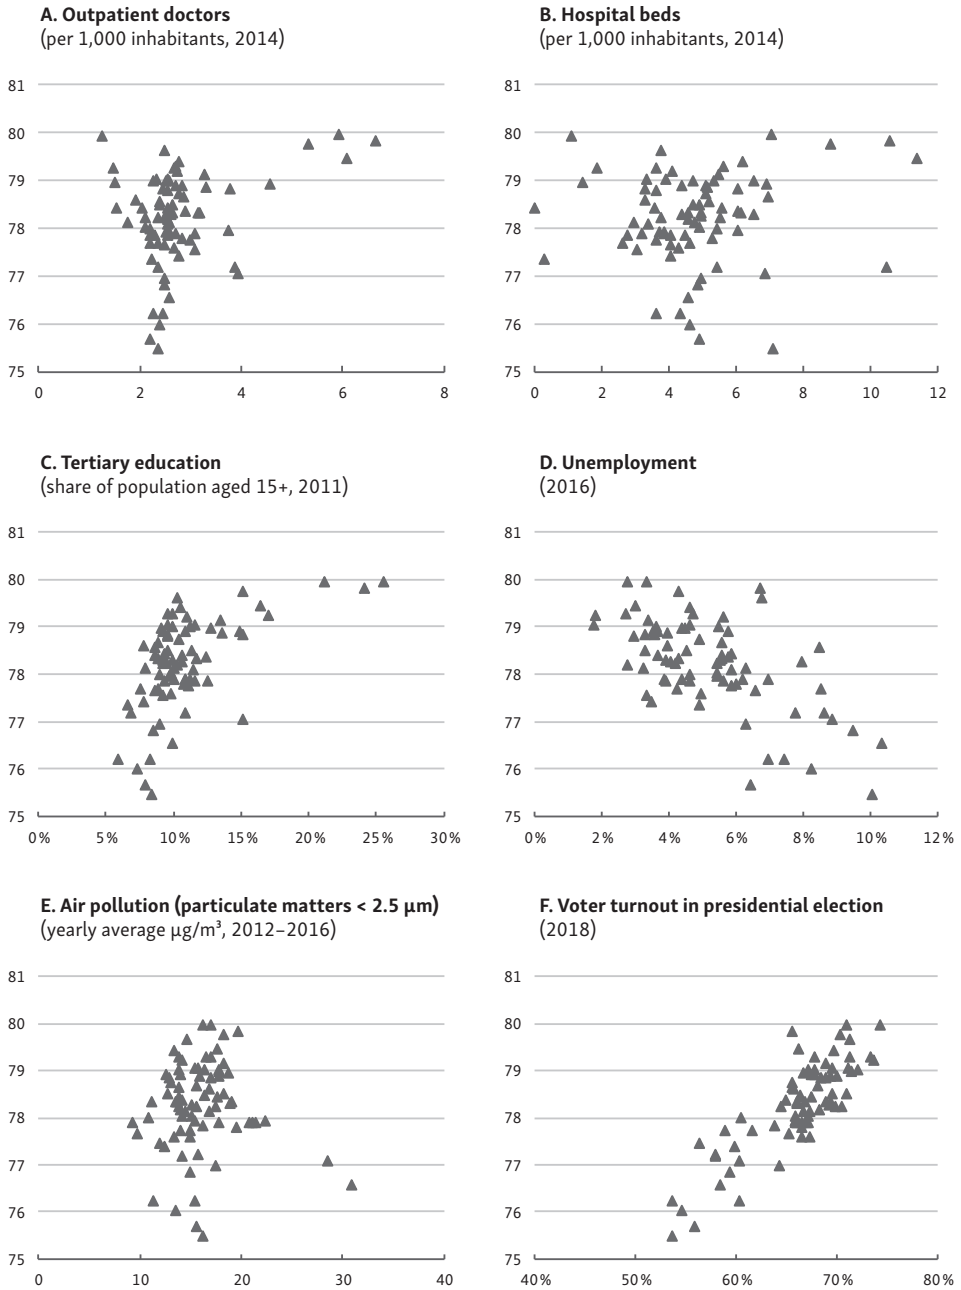 A. Outpatient doctors
(per 1,000 inhabitants, 2014)
81
80
79
78
77
76
75
0 2 4 6 8
B. Hospital beds
(per 1,000 inhabitants, 2014)
81
80
79
78
77
76
75
0 2 4 6 8 10 12
C. Tertiary education
(share of population aged 15+, 2011)
81
80
79
78
77
76
75
0% 5% 10% 15% 20% 25% 30%
D. Unemployment
(2016)
81
80
79
78
77
76
75
0% 2% 4% 6% 8% 10% 12%
E. Air pollution (particulate matters < 2.5 µm)
(yearly average µg/m³, 2012–2016)
81
80
79
78
77
76
75
0 10 20 30 40
F. Voter turnout in presidential election
(2018)
81
80
79
78
77
76
75
40% 50% 60% 70% 80%